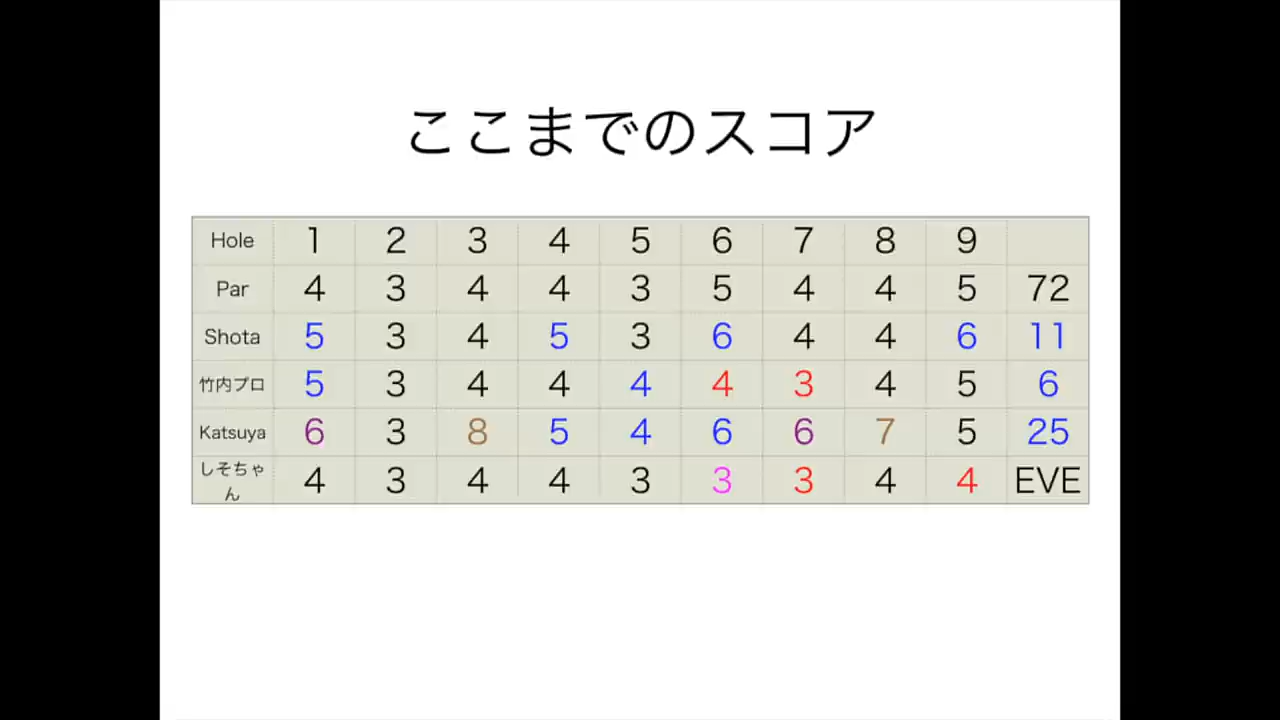 ここまでのスコア
Hole 1 2 3 4 5 6 7 8 9
Par 4 3 4 4 3 5 4 4 5 72
Shota 5 3 4 5 3 6 4 4 6 11
竹内プロ 5 3 4 4 4 4 3 4 5 6
Katsuya 6 3 8 5 4 6 6 7 5 25
しそちゃ
ん 4 3 4 4 3 3 3 4 4 EVE